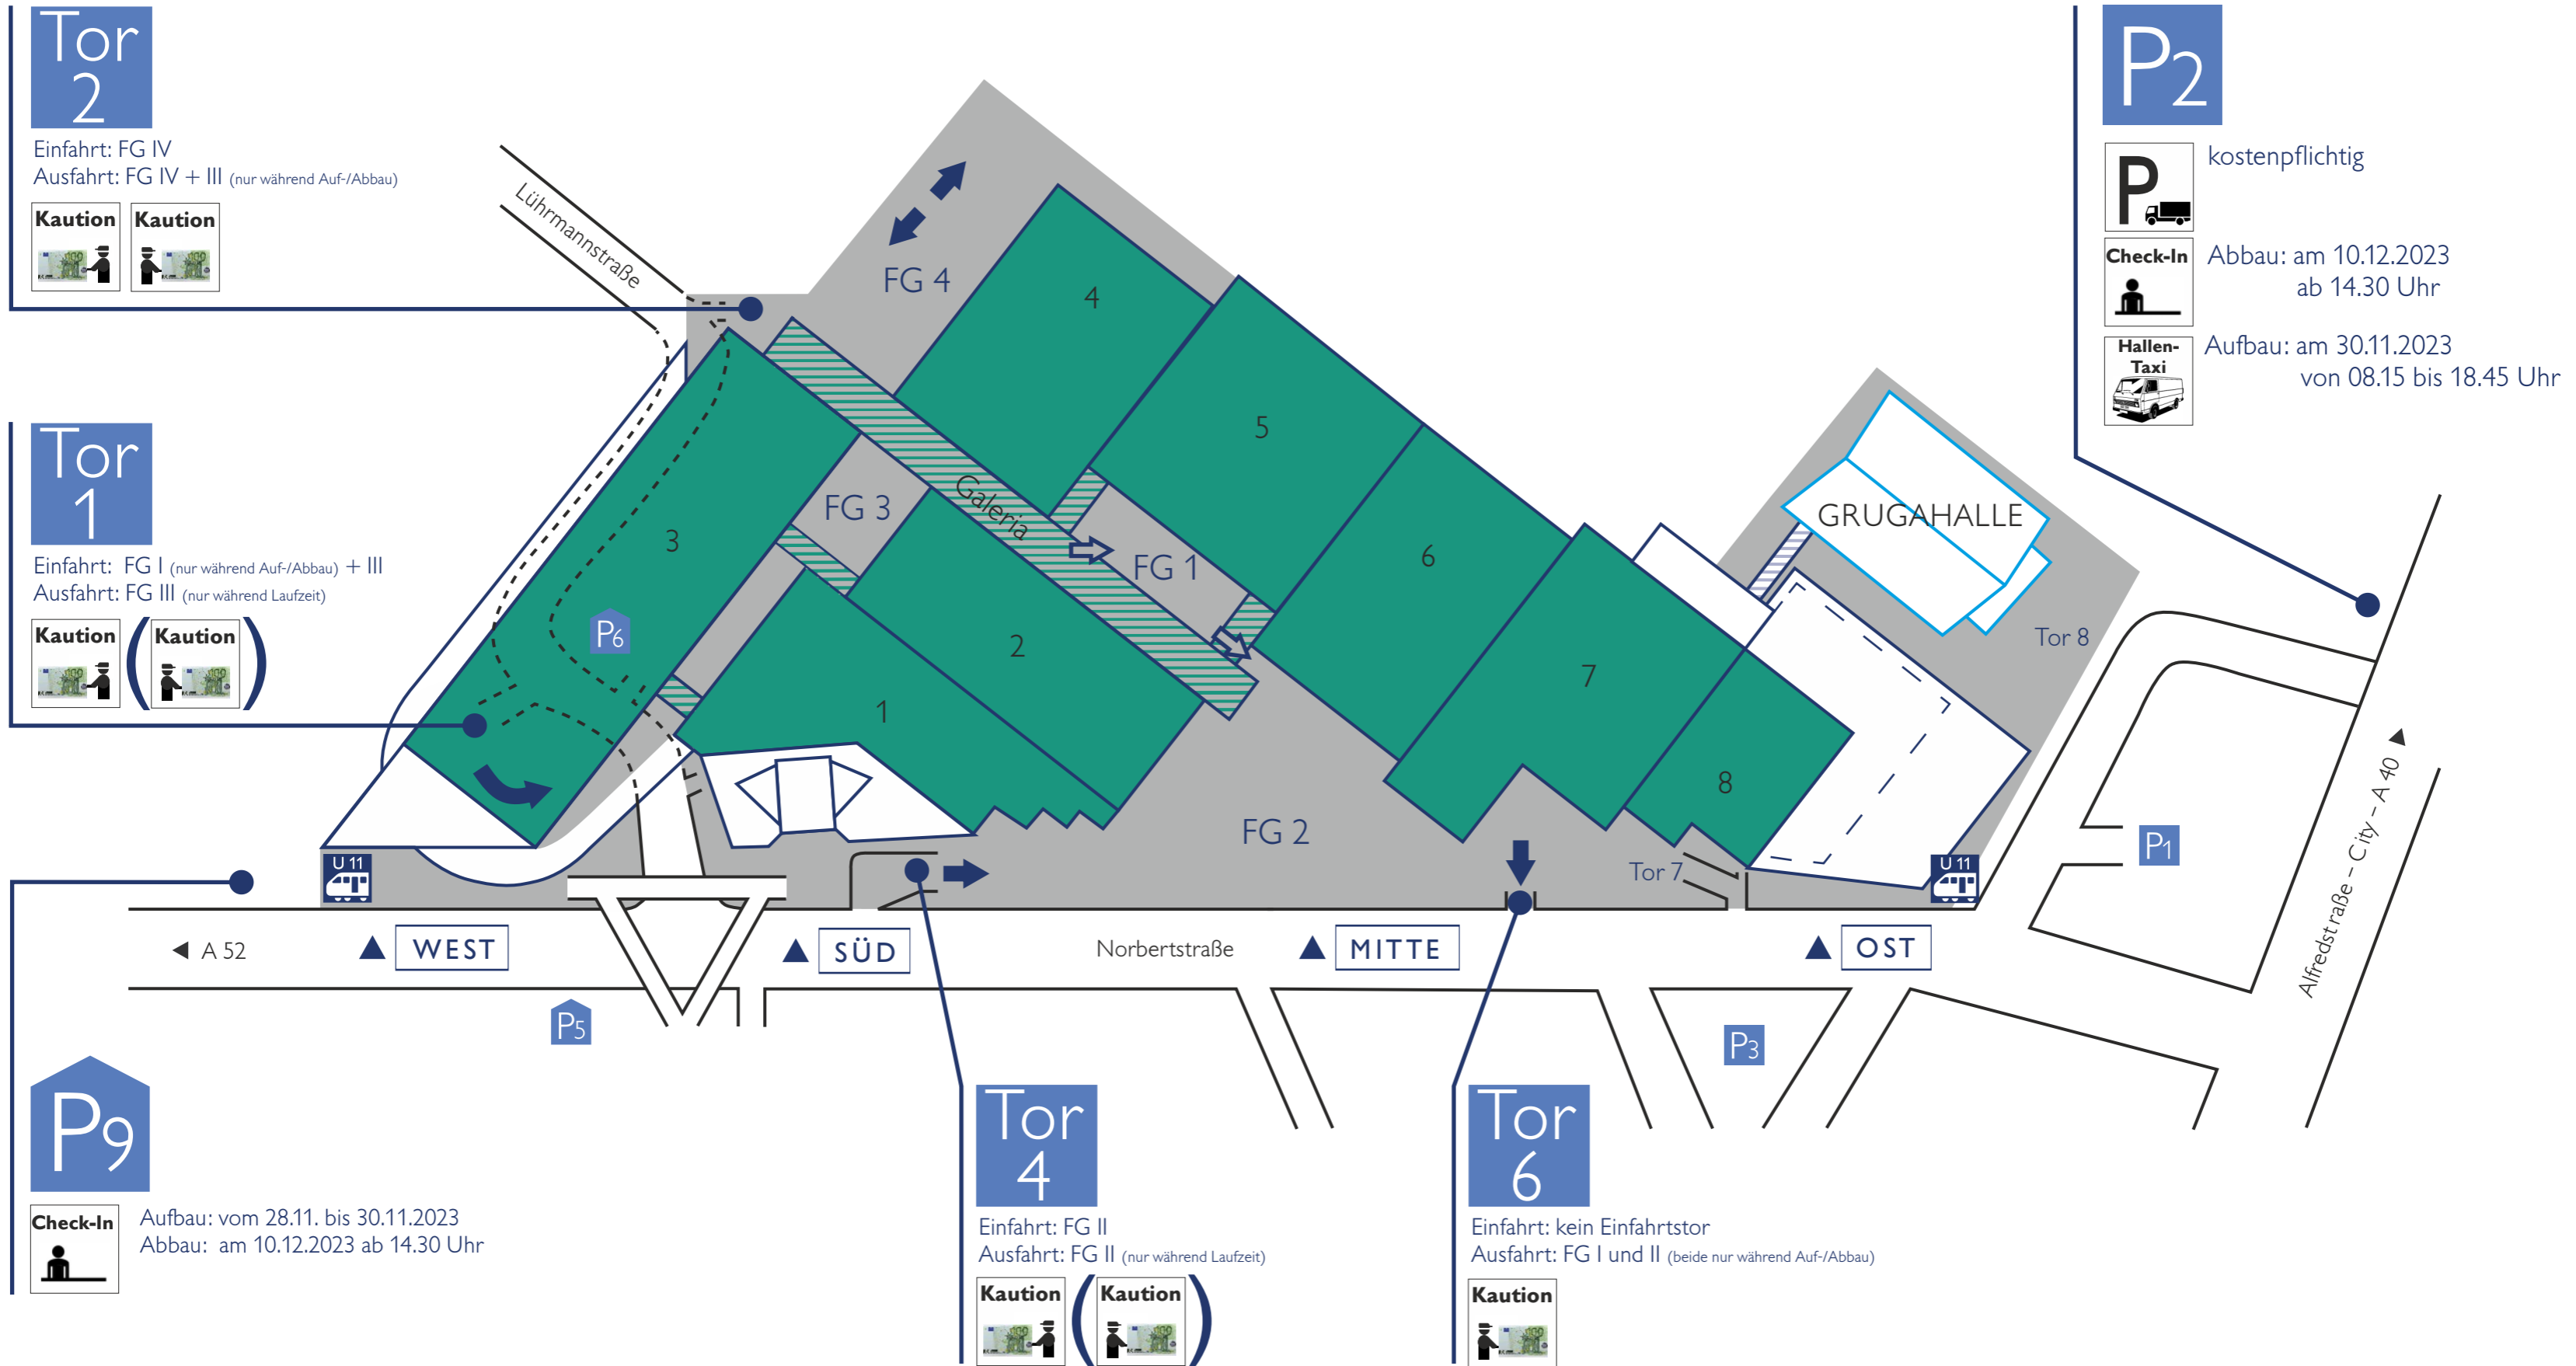 Tor
2
Einfahrt: FG IV
Ausfahrt: FG IV + III (nur während Auf-/Abbau)
Kaution
Kaution
Tor
1
Einfahrt: FG I (nur während Auf-/Abbau) + III
Ausfahrt: FG III (nur während Laufzeit)
Kaution
(Kaution)
P9
Check-In
Aufbau: vom 28.11. bis 30.11.2023
Abbau: am 10.12.2023 ab 14.30 Uhr
Lührmannstraße
FG 4
4
5
3
FG 3
Galeria
FG 1
6
P6
2
1
7
8
FG 2
GRUGAHALLE
Tor 8
Tor 7
U 11
U 11
A 52
WEST
SÜD
Norbertstraße
MITTE
OST
P5
P3
P1
Alfredstraße – City – A 40
Tor
4
Einfahrt: FG II
Ausfahrt: FG II (nur während Laufzeit)
Kaution
(Kaution)
Tor
6
Einfahrt: kein Einfahrtstor
Ausfahrt: FG I und II (beide nur während Auf-/Abbau)
Kaution
P2
P
kostenpflichtig
Check-In
Abbau: am 10.12.2023
ab 14.30 Uhr
Hallen-
Taxi
Aufbau: am 30.11.2023
von 08.15 bis 18.45 Uhr